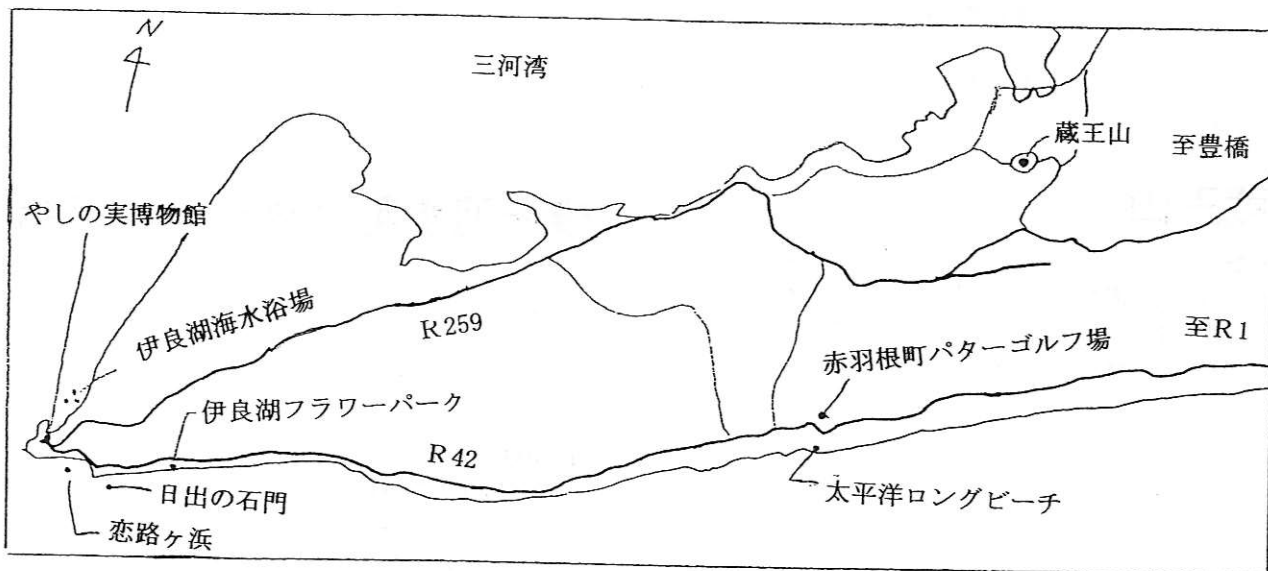 N
三河湾
蔵王山
至豊橋
やしの実博物館
伊良湖海水浴場
R259
至R1
赤羽根町パターゴルフ場
伊良湖フラワーパーク
R42
太平洋ロングビーチ
日出の石門
恋路ヶ浜